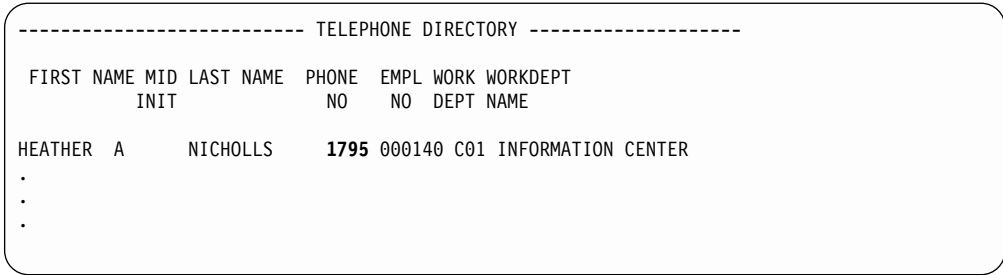 --------------------------- TELEPHONE DIRECTORY --------------------
FIRST NAME MID LAST NAME PHONE EMPL WORK WORKDEPT
INIT NO NO DEPT NAME
HEATHER A NICHOLLS 1795 000140 C01 INFORMATION CENTER
.
.
.